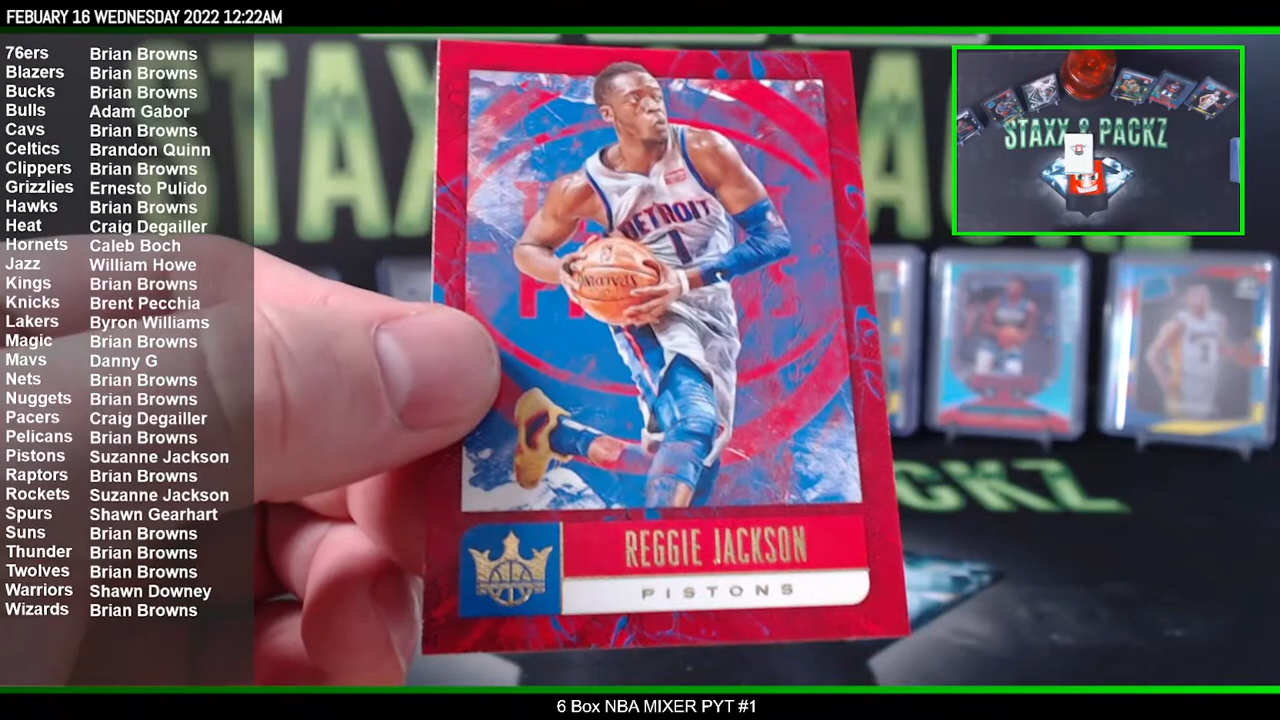 FEBUARY 16 WEDNESDAY 2022 12:22AM
76ers Brian Browns
Blazers Brian Browns
Bucks Brian Browns
Bulls Adam Gabor
Cavs Brian Browns
Celtics Brandon Quinn
Clippers Brian Browns
Grizzlies Ernesto Pulido
Hawks Brian Browns
Heat Craig Degailler
Hornets Caleb Boch
Jazz William Howe
Kings Brian Browns
Knicks Brent Pecchia
Lakers Byron Williams
Magic Brian Browns
Mavs Danny G
Nets Brian Browns
Nuggets Brian Browns
Pacers Craig Degailler
Pelicans Brian Browns
Pistons Suzanne Jackson
Raptors Brian Browns
Rockets Suzanne Jackson
Spurs Shawn Gearhart
Suns Brian Browns
Thunder Brian Browns
Twolves Brian Browns
Warriors Shawn Downey
Wizards Brian Browns
STAXX & PACKZ
DETROIT
1
SPALDING
REGGIE JACKSON
PISTONS
6 Box NBA MIXER PYT #1